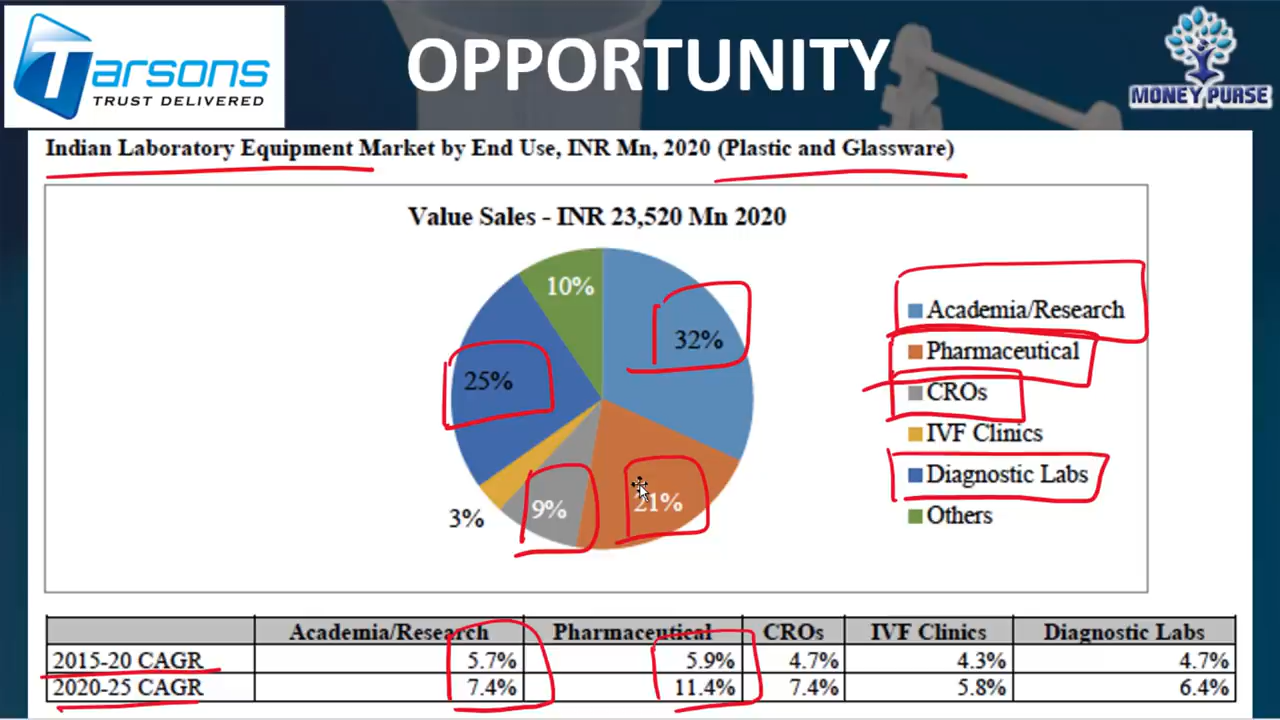 Tarsons
TRUST DELIVERED
OPPORTUNITY
MONEY PURSE
Indian Laboratory Equipment Market by End Use, INR Mn, 2020 (Plastic and Glassware)
Value Sales - INR 23,520 Mn 2020
10%
32%
25%
21%
9%
3%
Academia/Research
Pharmaceutical
CROs
IVF Clinics
Diagnostic Labs
Others
Academia/Research Pharmaceutical CROs IVF Clinics Diagnostic Labs
2015-20 CAGR 5.7% 5.9% 4.7% 4.3% 4.7%
2020-25 CAGR 7.4% 11.4% 7.4% 5.8% 6.4%